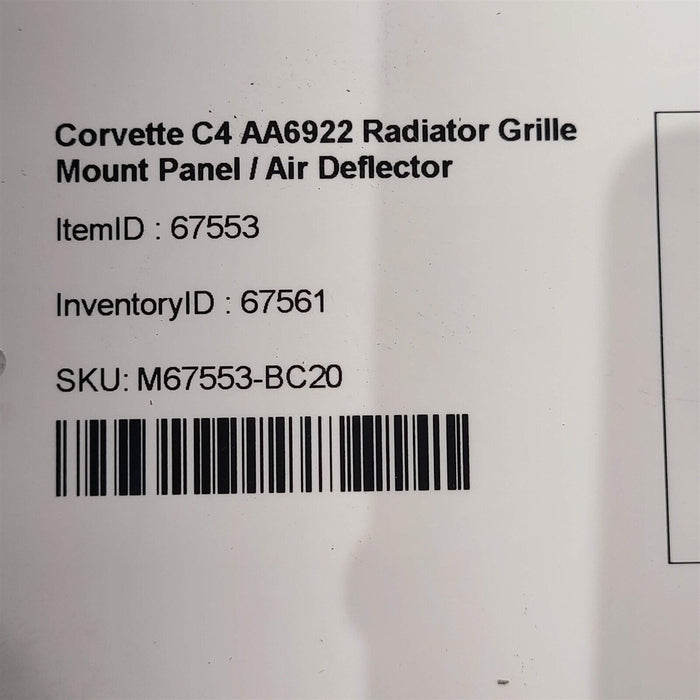 Corvette C4 AA6922 Radiator Grille
Mount Panel / Air Deflector
ItemID : 67553
InventoryID : 67561
SKU: M67553-BC20